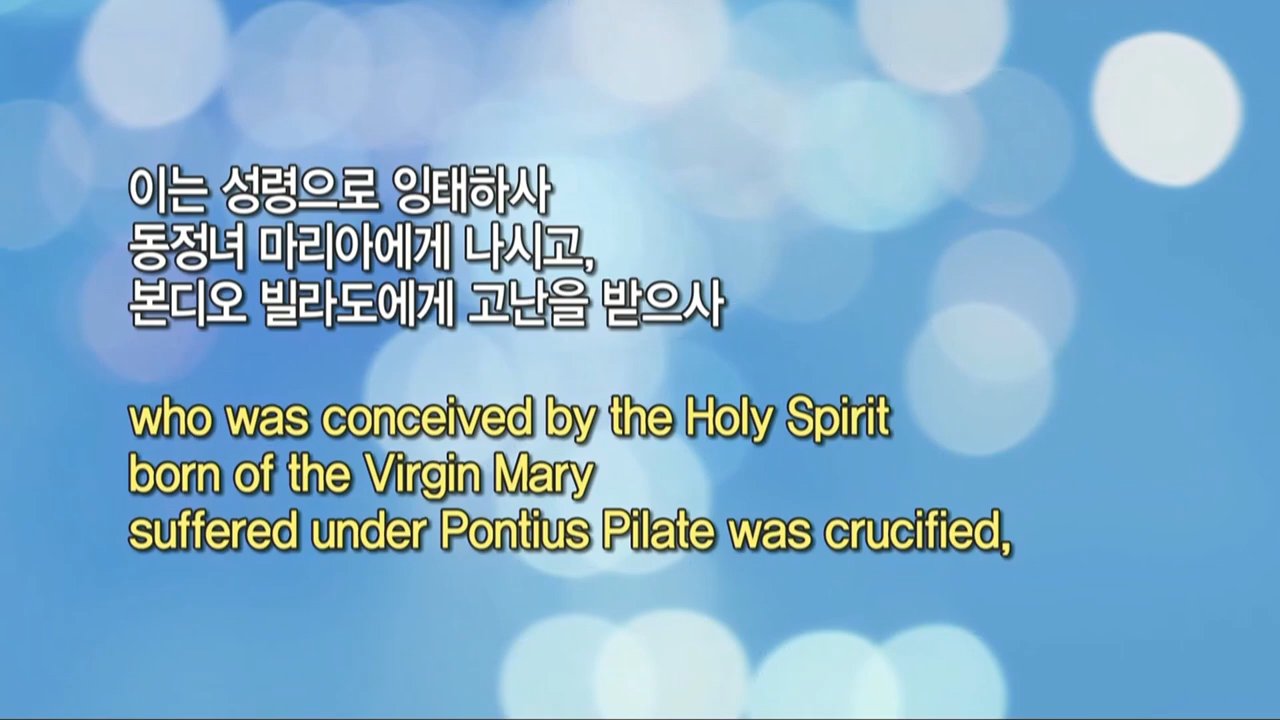 이는 성령으로 잉태하사
동정녀 마리아에게 나시고,
본디오 빌라도에게 고난을 받으사
who was conceived by the Holy Spirit
born of the Virgin Mary
suffered under Pontius Pilate was crucified,